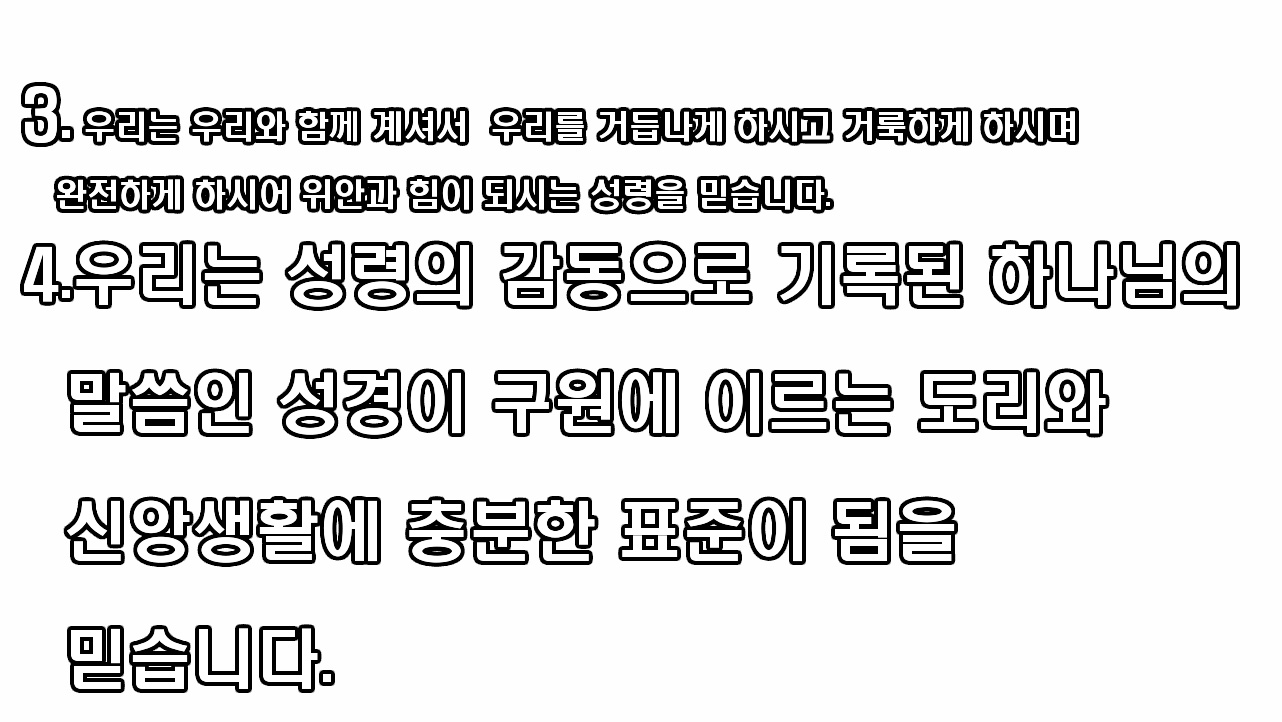 3. 우리는 우리와 함께 계셔서  우리를 거듭나게 하시고 거룩하게 하시며
완전하게 하시어 위안과 힘이 되시는 성령을 믿습니다.
4.우리는 성령의 감동으로 기록된 하나님의
말씀인 성경이 구원에 이르는 도리와
신앙생활에 충분한 표준이 됨을
믿습니다.